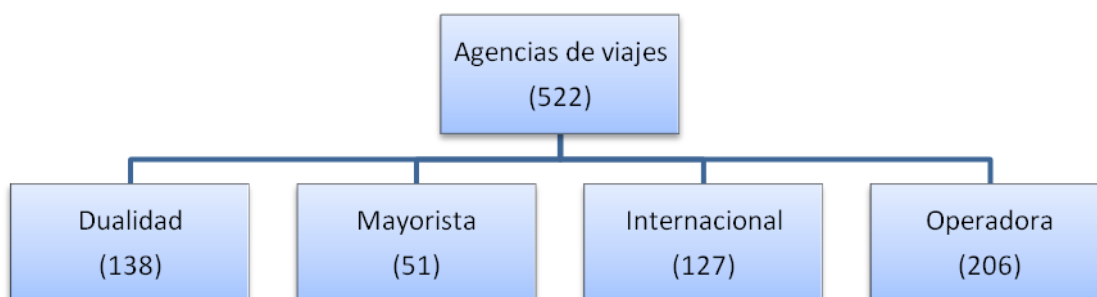 Agencias de viajes
(522)
Dualidad
(138)
Mayorista
(51)
Internacional
(127)
Operadora
(206)